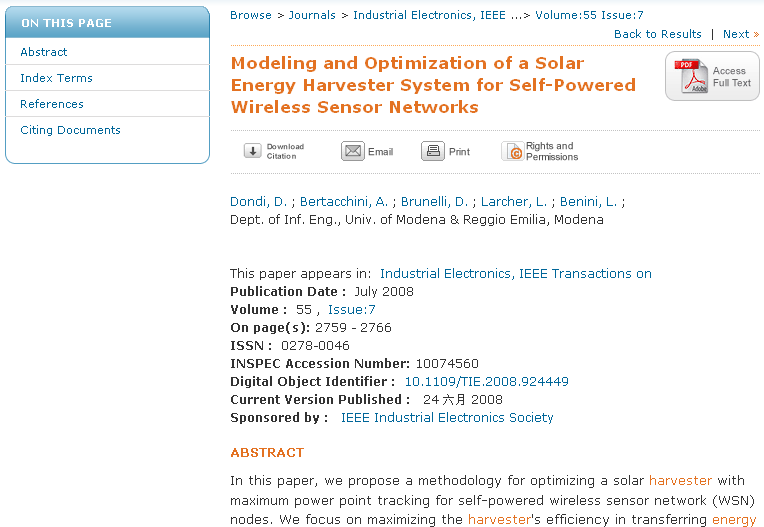 ON THIS PAGE
Abstract
Index Terms
References
Citing Documents
Browse > Journals > Industrial Electronics, IEEE ...> Volume:55 Issue:7
Back to Results | Next »
Modeling and Optimization of a Solar
Energy Harvester System for Self-Powered
Wireless Sensor Networks
PDF
Adobe
Access
Full Text
Download
Citation
Email
Print
Rights and
Permissions
Dondi, D. ; Bertacchini, A. ; Brunelli, D. ; Larcher, L. ; Benini, L. ;
Dept. of Inf. Eng., Univ. of Modena & Reggio Emilia, Modena
This paper appears in: Industrial Electronics, IEEE Transactions on
Publication Date : July 2008
Volume : 55 , Issue:7
On page(s): 2759 - 2766
ISSN : 0278-0046
INSPEC Accession Number: 10074560
Digital Object Identifier : 10.1109/TIE.2008.924449
Current Version Published : 24 六月 2008
Sponsored by : IEEE Industrial Electronics Society
ABSTRACT
In this paper, we propose a methodology for optimizing a solar harvester with
maximum power point tracking for self-powered wireless sensor network (WSN)
nodes. We focus on maximizing the harvester's efficiency in transferring energy